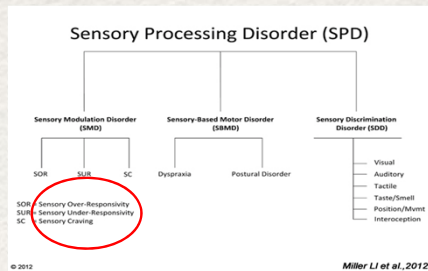 Sensory Processing Disorder (SPD)
Sensory Modulation Disorder
(SMD)
Sensory-Based Motor Disorder
(SBMD)
Sensory Discrimination
Disorder (SDD)
SOR
SUR
SC
Dyspraxia
Postural Disorder
Visual
Auditory
Tactile
Taste/Smell
Position/Mvmt
Interoception
SOR = Sensory Over-Responsivity
SUR = Sensory Under-Responsivity
SC = Sensory Craving
© 2012
Miller LJ et al.,2012